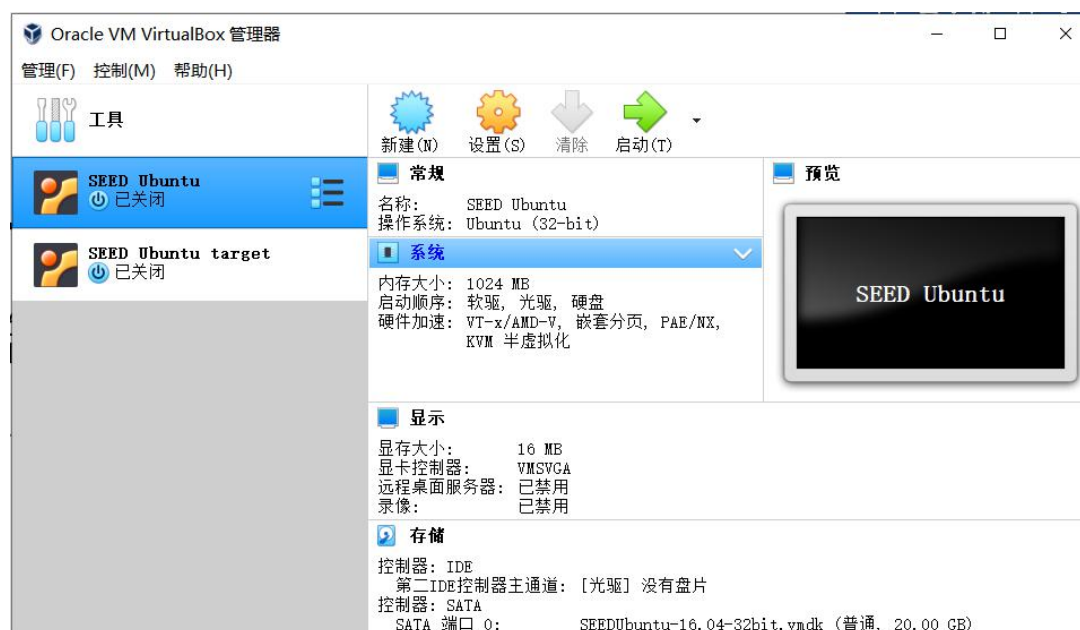 Oracle VM VirtualBox 管理器
管理(F) 控制(M) 帮助(H)
工具
新建(N) 设置(S) 清除 启动(T)
SEED Ubuntu
已关闭
SEED Ubuntu target
已关闭
常规
名称: SEED Ubuntu
操作系统: Ubuntu (32-bit)
系统
内存大小: 1024 MB
启动顺序: 软驱, 光驱, 硬盘
硬件加速: VT-x/AMD-V, 嵌套分页, PAE/NX,
KVM 半虚拟化
预览
SEED Ubuntu
显示
显存大小: 16 MB
显卡控制器: VMSVGA
远程桌面服务器: 已禁用
录像: 已禁用
存储
控制器: IDE
第二IDE控制器主通道: [光驱] 没有盘片
控制器: SATA
SATA 端口 0: SEEDUbuntu-16.04-32bit.vmdk (普通, 20.00 GB)